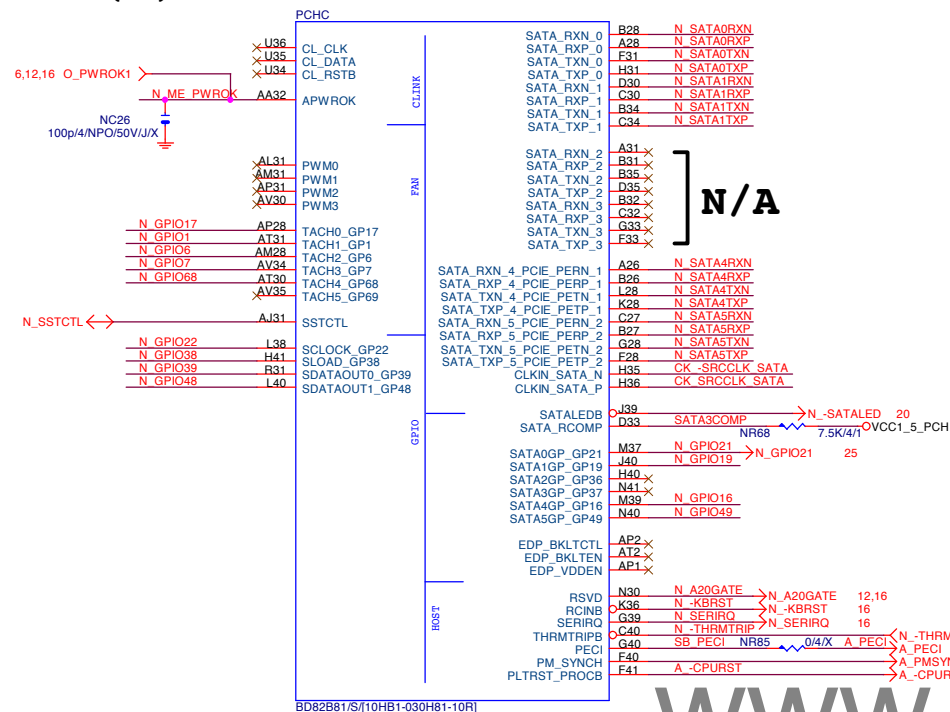 PCHC
U36 CL_CLK
U35 CL_DATA
U34 CL_RSTB
6,12,16 O_PWROK1
N_ME_PWROK AA32 APWROK
NC26
100p/4/NPO/50V/J/X
CLINK
AL31 PWM0
AM31 PWM1
AP31 PWM2
AV30 PWM3
FAN
N_GPIO17 AP28 TACH0_GP17
N_GPIO1 AT31 TACH1_GP1
N_GPIO6 AM28 TACH2_GP6
N_GPIO7 AV34 TACH3_GP7
N_GPIO68 AT30 TACH4_GP68
AV35 TACH5_GP69
N_SSTCTL AJ31 SSTCTL
N_GPIO22 L38 SCLOCK_GP22
N_GPIO38 H41 SLOAD_GP38
N_GPIO39 R31 SDATAOUT0_GP39
N_GPIO48 L40 SDATAOUT1_GP48
GPIO
HOST
SATA_RXN_0 B28 N_SATA0RXN
SATA_RXP_0 A28 N_SATA0RXP
SATA_TXN_0 F31 N_SATA0TXN
SATA_TXP_0 H31 N_SATA0TXP
SATA_RXN_1 D30 N_SATA1RXN
SATA_RXP_1 C30 N_SATA1RXP
SATA_TXN_1 B34 N_SATA1TXN
SATA_TXP_1 C34 N_SATA1TXP
SATA_RXN_2 A31
SATA_RXP_2 B31
SATA_TXN_2 B35
SATA_TXP_2 D35
SATA_RXN_3 B32
SATA_RXP_3 C32
SATA_TXN_3 G33
SATA_TXP_3 F33
N/A
SATA_RXN_4_PCIE_PERN_1 A26 N_SATA4RXN
SATA_RXP_4_PCIE_PERP_1 B26 N_SATA4RXP
SATA_TXN_4_PCIE_PETN_1 L28 N_SATA4TXN
SATA_TXP_4_PCIE_PETP_1 K28 N_SATA4TXP
SATA_RXN_5_PCIE_PERN_2 C27 N_SATA5RXN
SATA_RXP_5_PCIE_PERP_2 B27 N_SATA5RXP
SATA_TXN_5_PCIE_PETN_2 G28 N_SATA5TXN
SATA_TXP_5_PCIE_PETP_2 F28 N_SATA5TXP
CLKIN_SATA_N H35 CK_-SRCCLK_SATA
CLKIN_SATA_P H36 CK_SRCCLK_SATA
SATALEDB J39 N_-SATALED 20
SATA_RCOMP D33 SATA3COMP NR68 7.5K/4/1 VCC1_5_PCH
SATA0GP_GP21 M37 N_GPIO21 N_GPIO21 25
SATA1GP_GP19 J40 N_GPIO19
SATA2GP_GP36 H40
SATA3GP_GP37 N41
SATA4GP_GP16 M39 N_GPIO16
SATA5GP_GP49 N40 N_GPIO49
EDP_BKLTCTL AP2
EDP_BKLTEN AT2
EDP_VDDEN AP1
RSVD N30 N_A20GATE N_A20GATE 12,16
RCINB K36 N_-KBRST N_-KBRST 16
SERIRQ G39 N_SERIRQ N_SERIRQ 16
THRMTRIPB C40 N_-THRMTRIP N_-THRM
PECI G40 SB_PECI NR85 0/4/X A_PECI A_PECI
PM_SYNCH F40 A_PMSYN
PLTRST_PROCB F41 A_-CPURST A_-CPUR
BD82B81/S/[10HB1-030H81-10R]
WWW